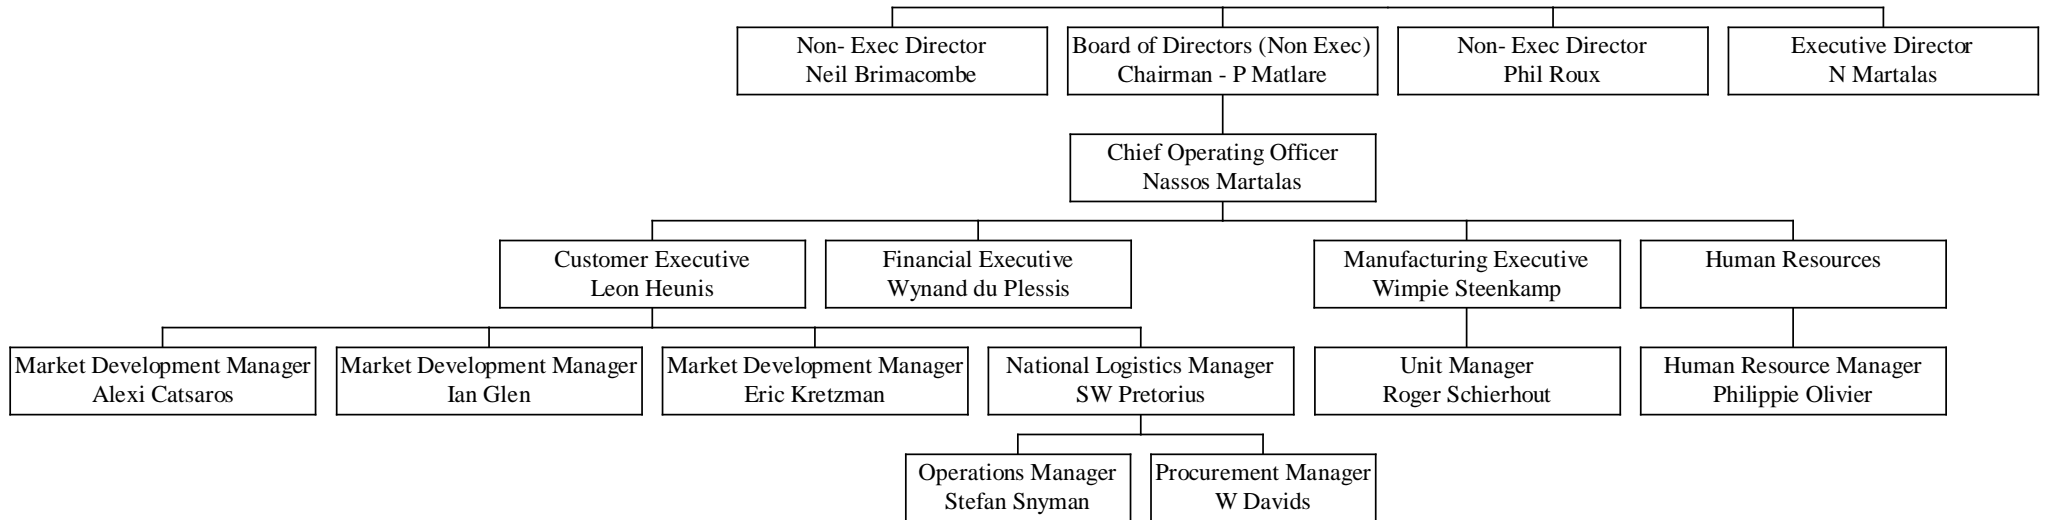 Non- Exec Director
Neil Brimacombe
Board of Directors (Non Exec)
Chairman - P Matlare
Non- Exec Director
Phil Roux
Executive Director
N Martalas
Chief Operating Officer
Nassos Martalas
Customer Executive
Leon Heunis
Financial Executive
Wynand du Plessis
Manufacturing Executive
Wimpie Steenkamp
Human Resources
Market Development Manager
Alexi Catsaros
Market Development Manager
Ian Glen
Market Development Manager
Eric Kretzman
National Logistics Manager
SW Pretorius
Unit Manager
Roger Schierhout
Human Resource Manager
Philippie Olivier
Operations Manager
Stefan Snyman
Procurement Manager
W Davids